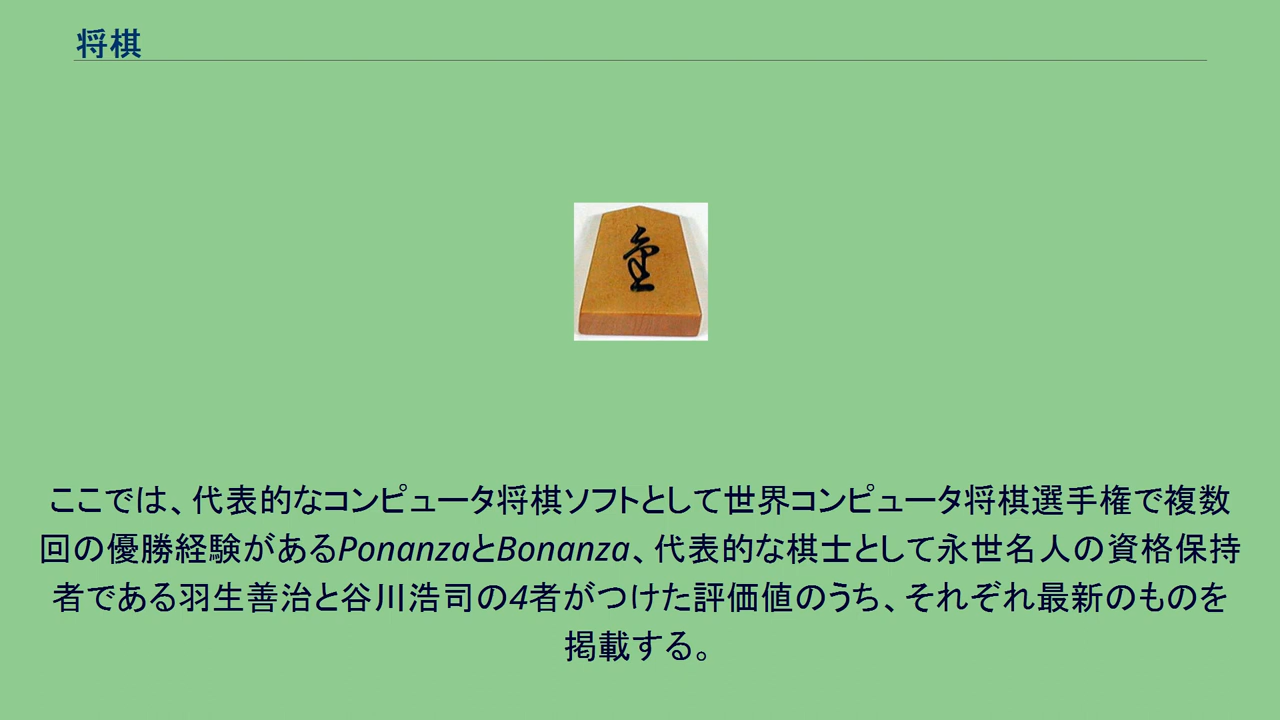 将棋
金
ここでは、代表的なコンピュータ将棋ソフトとして世界コンピュータ将棋選手権で複数
回の優勝経験があるPonanzaとBonanza、代表的な棋士として永世名人の資格保持
者である羽生善治と谷川浩司の4者がつけた評価値のうち、それぞれ最新のものを
掲載する。